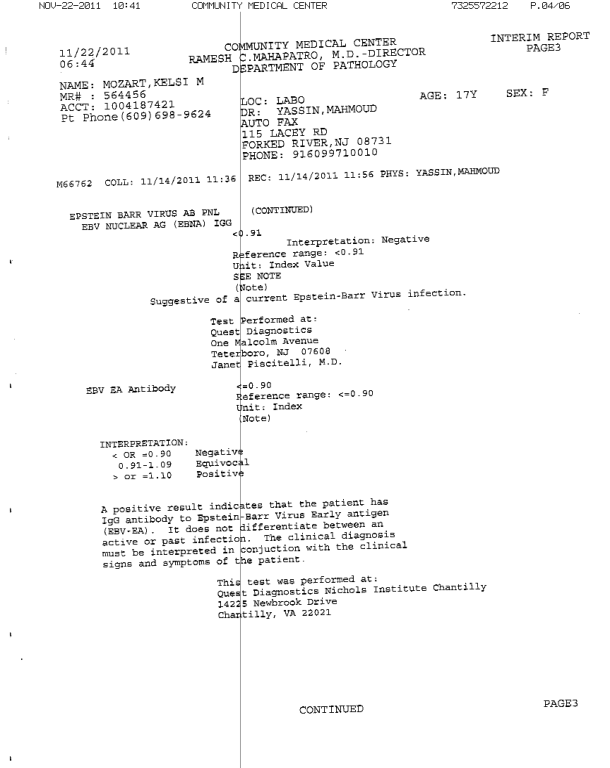 NOV-22-2011 10:41 COMMUNITY MEDICAL CENTER 7325572212 P.04/06
INTERIM REPORT
PAGE3
11/22/2011
06:44
COMMUNITY MEDICAL CENTER
RAMESH C.MAHAPATRO, M.D.-DIRECTOR
DEPARTMENT OF PATHOLOGY
NAME: MOZART,KELSI M
MR# : 564456
ACCT: 1004187421
Pt Phone(609)698-9624
LOC: LABO
DR: YASSIN,MAHMOUD
AUTO FAX
115 LACEY RD
FORKED RIVER,NJ 08731
PHONE: 916099710010
AGE: 17Y SEX: F
M66762 COLL: 11/14/2011 11:36 REC: 11/14/2011 11:56 PHYS: YASSIN,MAHMOUD
EPSTEIN BARR VIRUS AB PNL (CONTINUED)
EBV NUCLEAR AG (EBNA) IGG
<0.91
Interpretation: Negative
Reference range: <0.91
Unit: Index Value
SEE NOTE
(Note)
Suggestive of a current Epstein-Barr Virus infection.
Test Performed at:
Quest Diagnostics
One Malcolm Avenue
Teterboro, NJ 07608
Janet Piscitelli, M.D.
EBV EA Antibody <=0.90
Reference range: <=0.90
Unit: Index
(Note)
INTERPRETATION:
< OR =0.90 Negative
0.91-1.09 Equivocal
> or =1.10 Positive
A positive result indicates that the patient has
IgG antibody to Epstein-Barr Virus Early antigen
(EBV-EA). It does not differentiate between an
active or past infection. The clinical diagnosis
must be interpreted in conjuction with the clinical
signs and symptoms of the patient.
This test was performed at:
Quest Diagnostics Nichols Institute Chantilly
14225 Newbrook Drive
Chantilly, VA 22021
CONTINUED PAGE3